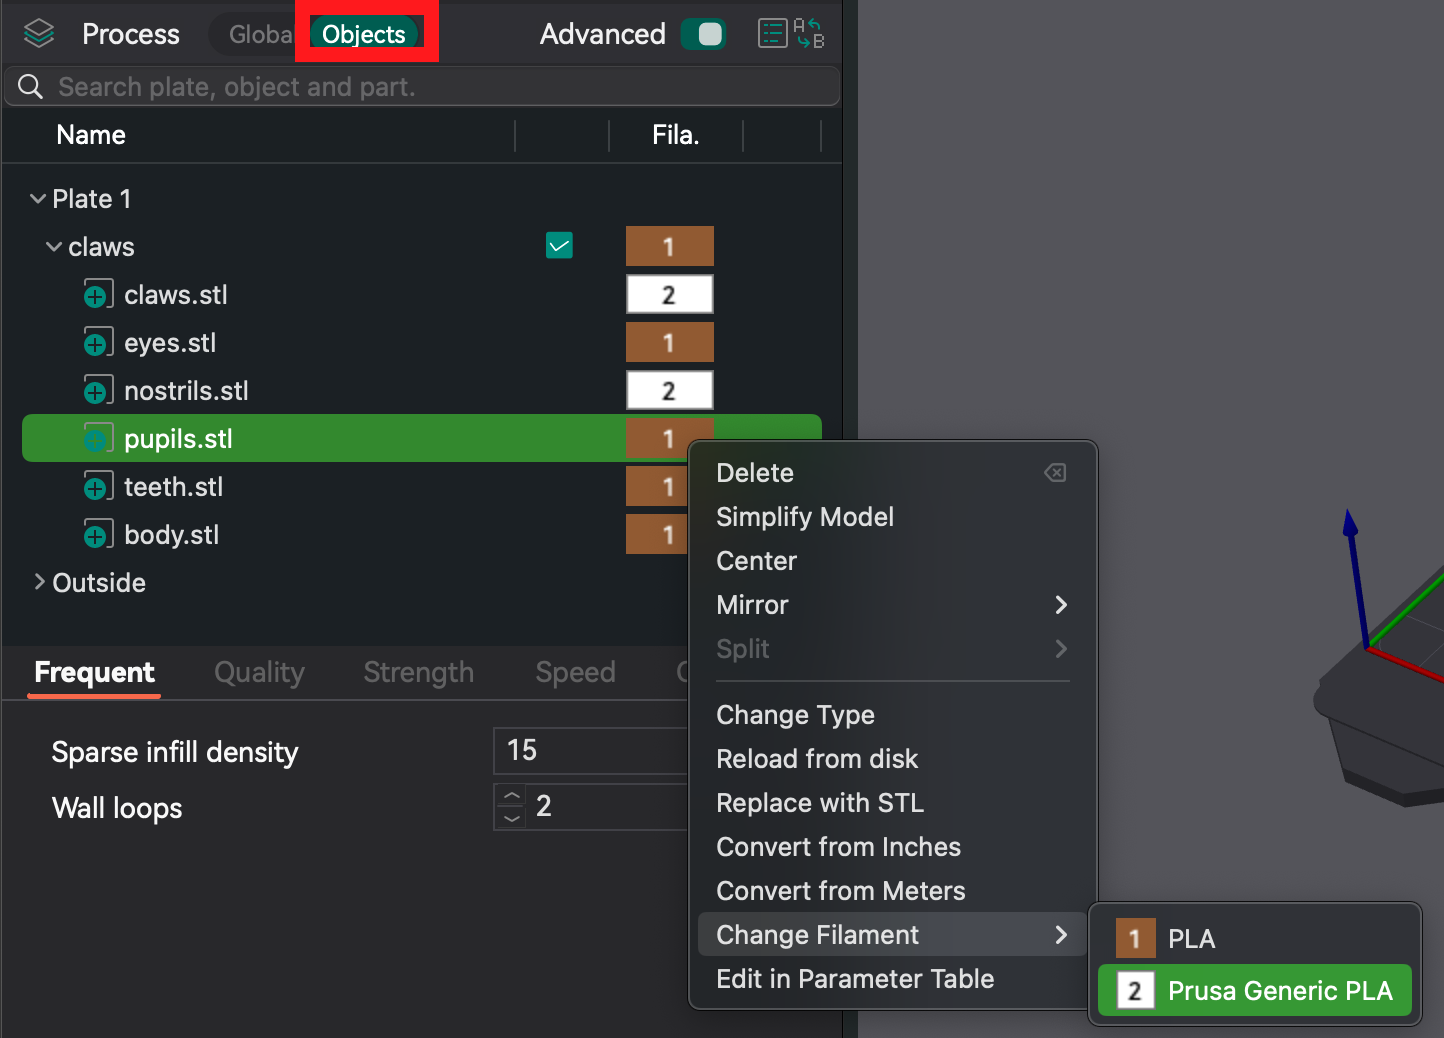 Process Global Objects Advanced A B
Search plate, object and part.
Name Fila.
Plate 1
claws 1
claws.stl 2
eyes.stl 1
nostrils.stl 2
pupils.stl 1
teeth.stl 1
body.stl 1
Outside
Delete
Simplify Model
Center
Mirror
Split
Change Type
Reload from disk
Replace with STL
Convert from Inches
Convert from Meters
Change Filament
Edit in Parameter Table
1 PLA
2 Prusa Generic PLA
Frequent Quality Strength Speed
Sparse infill density 15
Wall loops 2